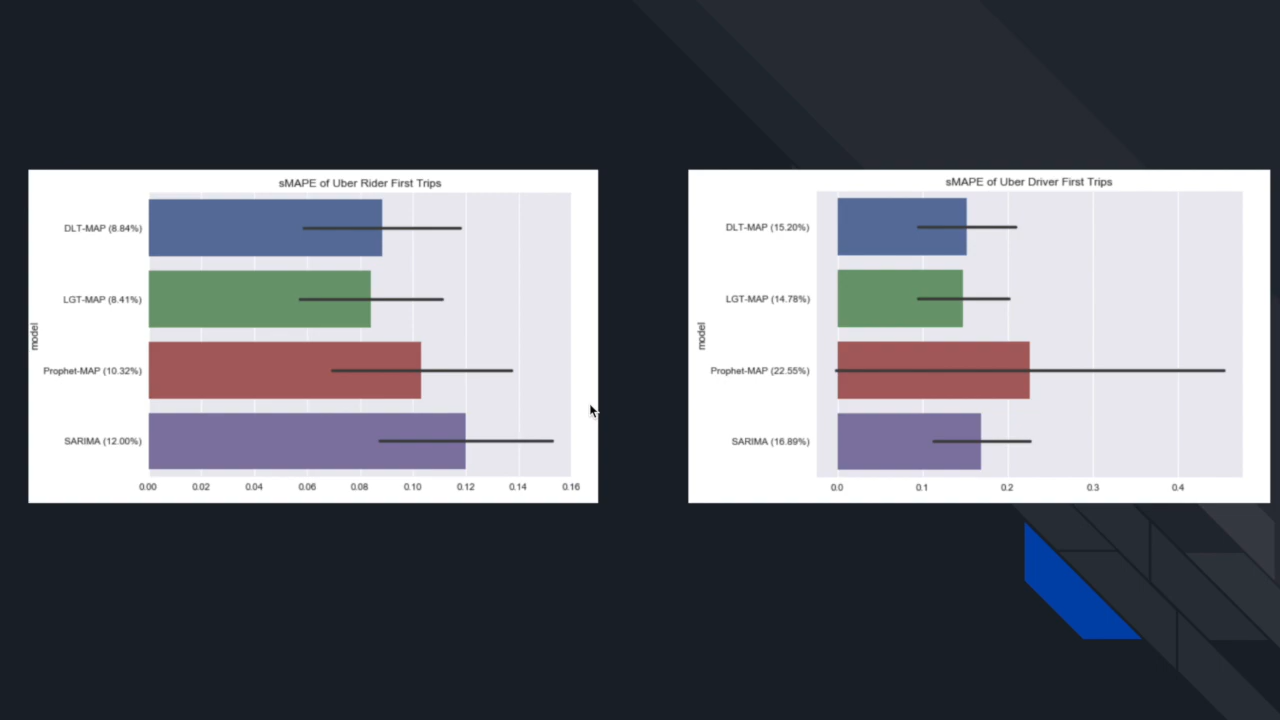 sMAPE of Uber Rider First Trips
model
DLT-MAP (8.84%)
LGT-MAP (8.41%)
Prophet-MAP (10.32%)
SARIMA (12.00%)
0.00 0.02 0.04 0.06 0.08 0.10 0.12 0.14 0.16
sMAPE of Uber Driver First Trips
model
DLT-MAP (15.20%)
LGT-MAP (14.78%)
Prophet-MAP (22.55%)
SARIMA (16.89%)
0.0 0.1 0.2 0.3 0.4